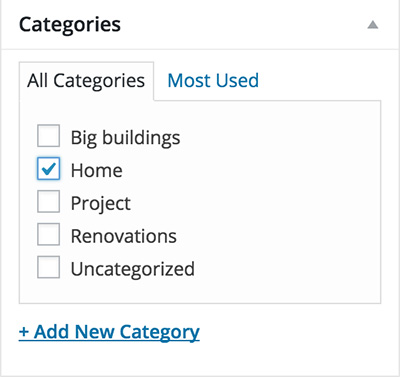 Categories
All Categories Most Used
Big buildings
Home
Project
Renovations
Uncategorized
+ Add New Category